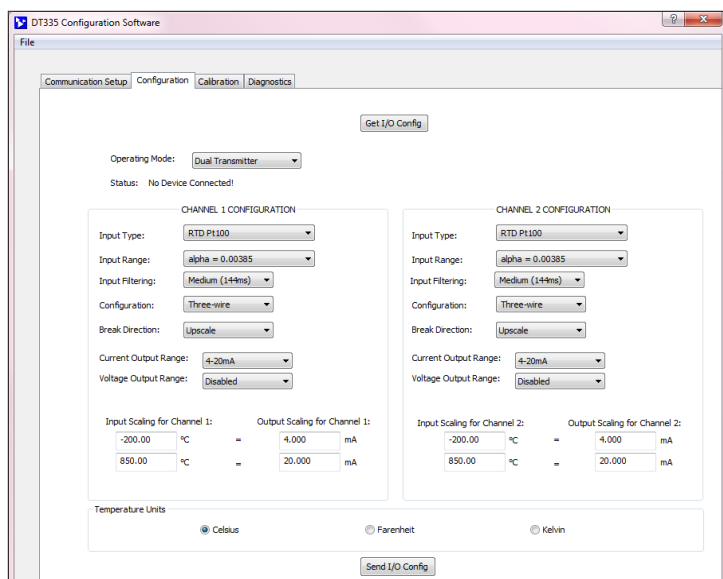 DT335 Configuration Software
File
Communication Setup Configuration Calibration Diagnostics
Get I/O Config
Operating Mode: Dual Transmitter
Status: No Device Connected!
CHANNEL 1 CONFIGURATION
Input Type: RTD Pt100
Input Range: alpha = 0.00385
Input Filtering: Medium (144ms)
Configuration: Three-wire
Break Direction: Upscale
Current Output Range: 4-20mA
Voltage Output Range: Disabled
Input Scaling for Channel 1: Output Scaling for Channel 1:
-200.00 °C = 4.000 mA
850.00 °C = 20.000 mA
CHANNEL 2 CONFIGURATION
Input Type: RTD Pt100
Input Range: alpha = 0.00385
Input Filtering: Medium (144ms)
Configuration: Three-wire
Break Direction: Upscale
Current Output Range: 4-20mA
Voltage Output Range: Disabled
Input Scaling for Channel 2: Output Scaling for Channel 2:
-200.00 °C = 4.000 mA
850.00 °C = 20.000 mA
Temperature Units
Celsius Farenheit Kelvin
Send I/O Config